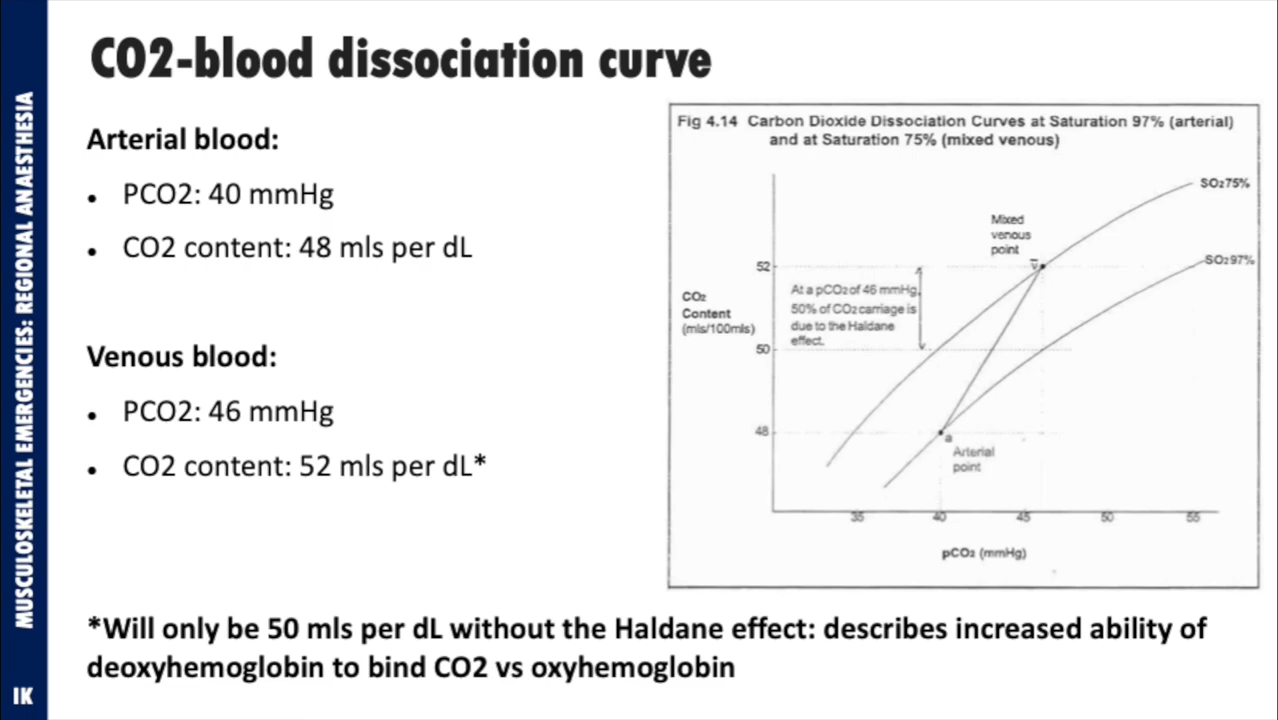 CO2-blood dissociation curve
MUSCULOSKELETAL EMERGENCIES: REGIONAL ANAESTHESIA
IK
Arterial blood:
• PCO2: 40 mmHg
• CO2 content: 48 mls per dL
Venous blood:
• PCO2: 46 mmHg
• CO2 content: 52 mls per dL*
Fig 4.14 Carbon Dioxide Dissociation Curves at Saturation 97% (arterial)
and at Saturation 75% (mixed venous)
SO₂75%
Mixed
venous
point
v̄
SO₂97%
52
At a pCO₂ of 46 mmHg,
50% of CO₂ carriage is
due to the Haldane
effect.
CO₂
Content
(mls/100mls)
50
48
a
Arterial
point
35 40 45 50 55
pCO₂ (mmHg)
*Will only be 50 mls per dL without the Haldane effect: describes increased ability of
deoxyhemoglobin to bind CO2 vs oxyhemoglobin